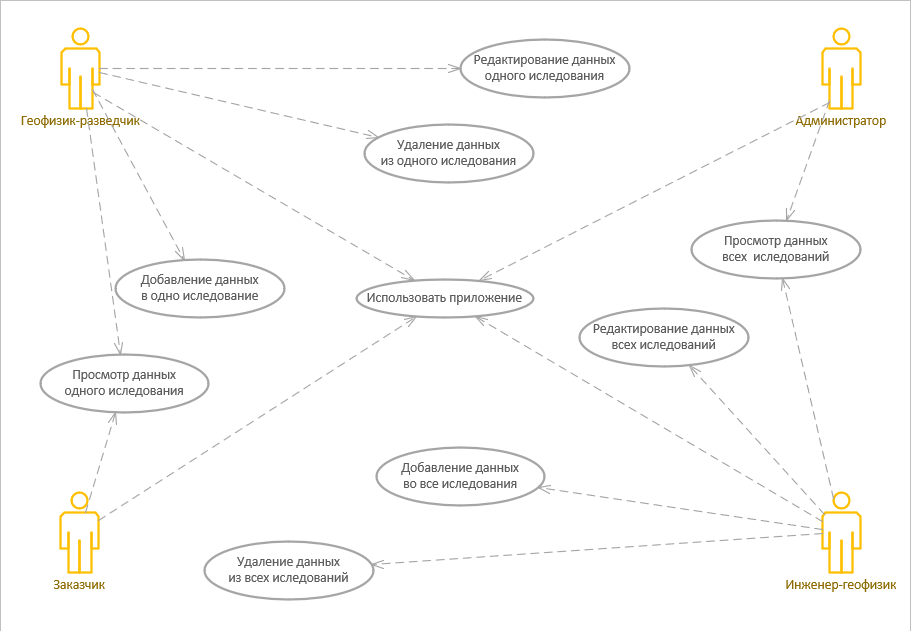 Редактирование данных
одного иследования
Геофизик-разведчик
Администратор
Удаление данных
из одного иследования
Просмотр данных
всех иследований
Добавление данных
в одно иследование
Использовать приложение
Редактирование данных
всех иследований
Просмотр данных
одного иследования
Добавление данных
во все иследования
Удаление данных
из всех иследований
Заказчик
Инженер-геофизик